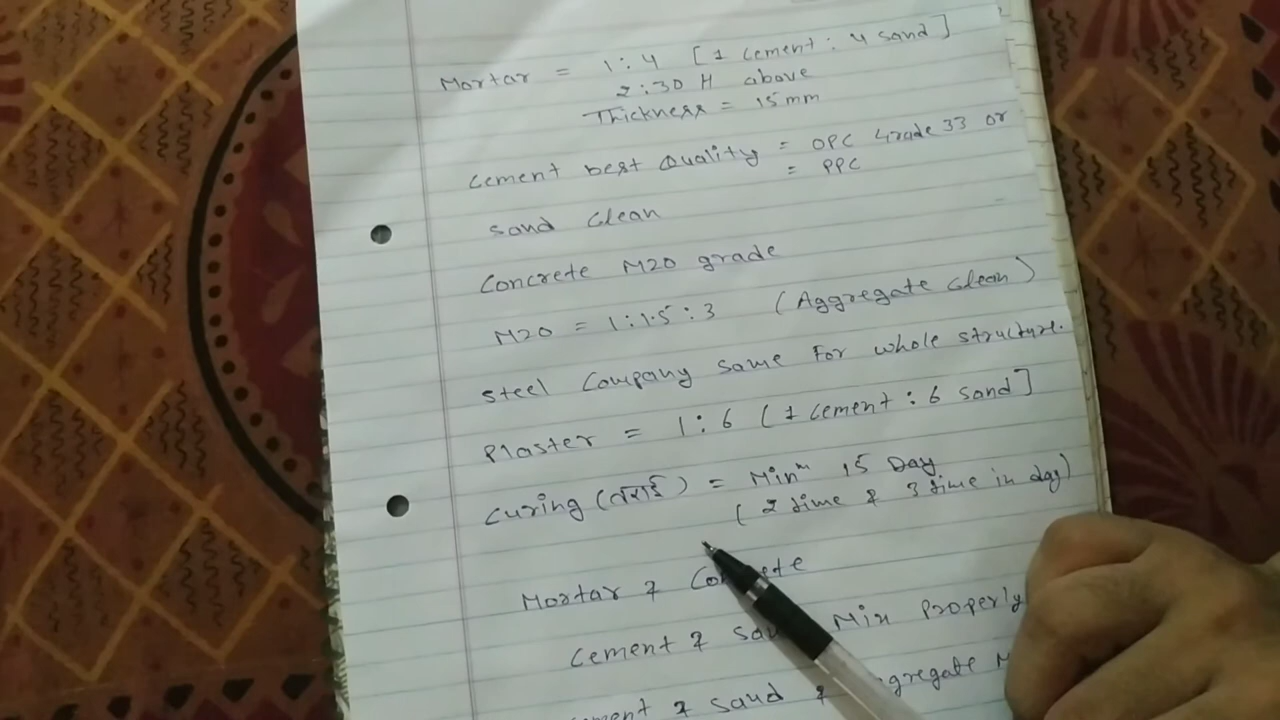 Mortar = 1:4 [1 cement : 4 sand]
2:30 H above
Thickness = 15mm
Cement best Quality = OPC Grade 33 or
= PPC
Sand Clean
Concrete M20 grade
M20 = 1:1.5:3 (Aggregate Clean)
Steel Company same For whole structure.
Plaster = 1:6 (1 cement : 6 sand]
Curing (तराई) = Minm 15 Day
(2 time & 3 time in day)
Mortar &
Cement & Mix Properly
& sand &